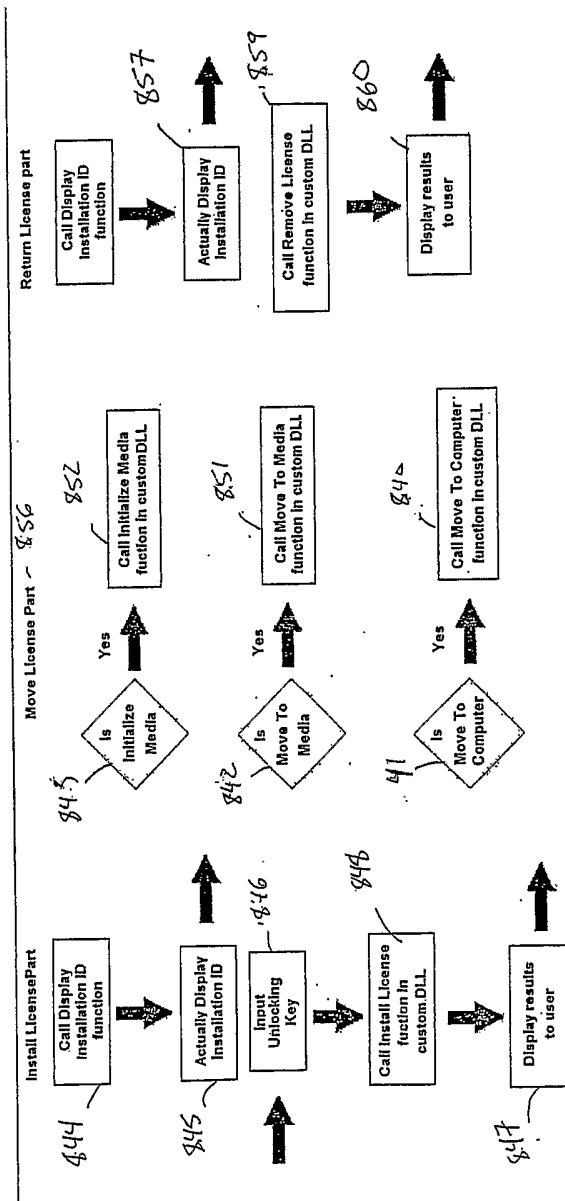 Install LicensePart
844
Call Display
Installation ID
function
845
Actually Display
Installation ID
846
Input
Unlocking
Key
848
Call Install License
fuction in
custom.DLL
847
Display results
to user
Move License Part - 856
843
Is
Initialize
Media
Yes
852
Call Initialize Media
fuction in customDLL
842
Is
Move To
Media
Yes
851
Call Move To Media
function in custom DLL
41
Is
Move To
Computer
Yes
840
Call Move To Computer
function in custom DLL
Return License part
Call Display
Installation ID
function
857
Actually Display
Installation ID
859
Call Remove License
function in custom DLL
860
Display results
to user